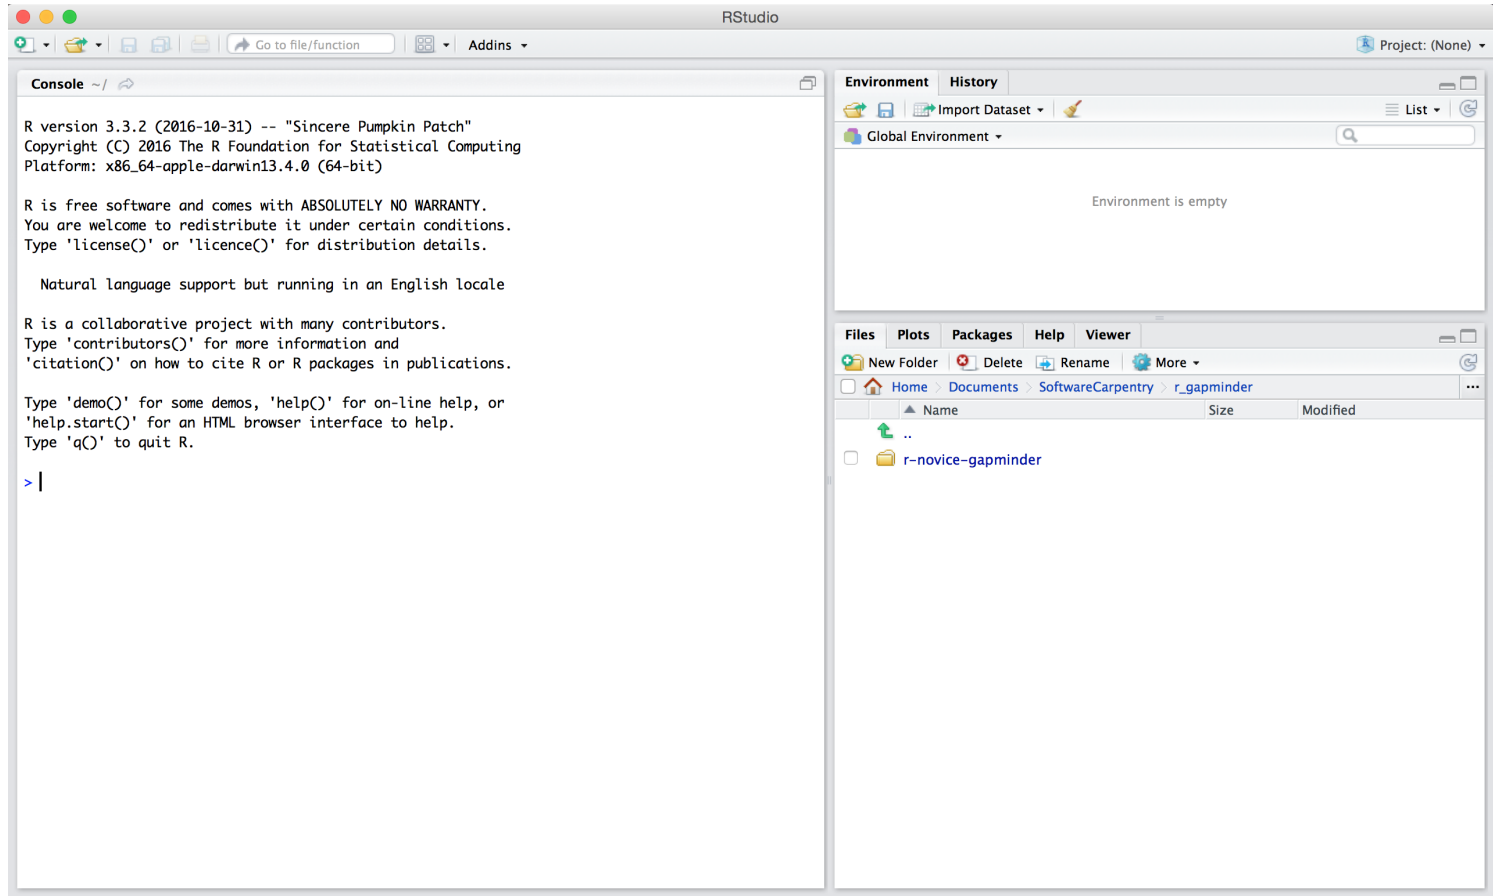 RStudio
Go to file/function Addins Project: (None)
Console ~/
R version 3.3.2 (2016-10-31) -- "Sincere Pumpkin Patch"
Copyright (C) 2016 The R Foundation for Statistical Computing
Platform: x86_64-apple-darwin13.4.0 (64-bit)
R is free software and comes with ABSOLUTELY NO WARRANTY.
You are welcome to redistribute it under certain conditions.
Type 'license()' or 'licence()' for distribution details.
Natural language support but running in an English locale
R is a collaborative project with many contributors.
Type 'contributors()' for more information and
'citation()' on how to cite R or R packages in publications.
Type 'demo()' for some demos, 'help()' for on-line help, or
'help.start()' for an HTML browser interface to help.
Type 'q()' to quit R.
>
Environment History
Import Dataset List
Global Environment
Environment is empty
Files Plots Packages Help Viewer
New Folder Delete Rename More
Home Documents SoftwareCarpentry r_gapminder ...
Name Size Modified
..
r-novice-gapminder